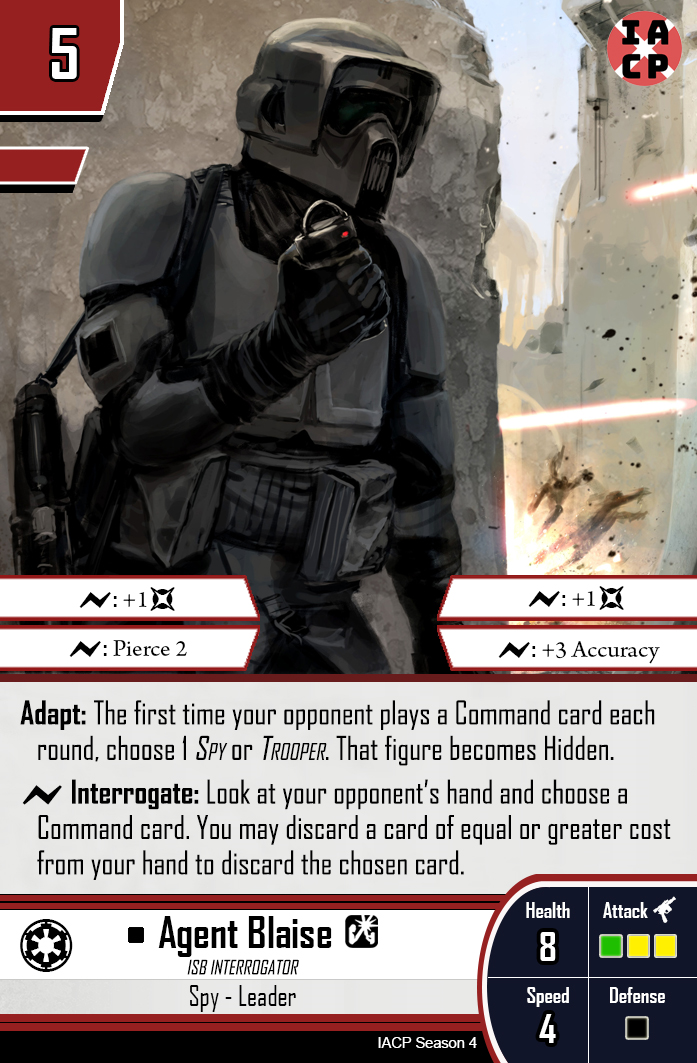 5
IA
CP
: +1
: +1
: Pierce 2
: +3 Accuracy
Adapt: The first time your opponent plays a Command card each
round, choose 1 SPY or TROOPER. That figure becomes Hidden.
Interrogate: Look at your opponent's hand and choose a
Command card. You may discard a card of equal or greater cost
from your hand to discard the chosen card.
Agent Blaise
ISB INTERROGATOR
Spy - Leader
Health
8
Attack
Speed
4
Defense
IACP Season 4